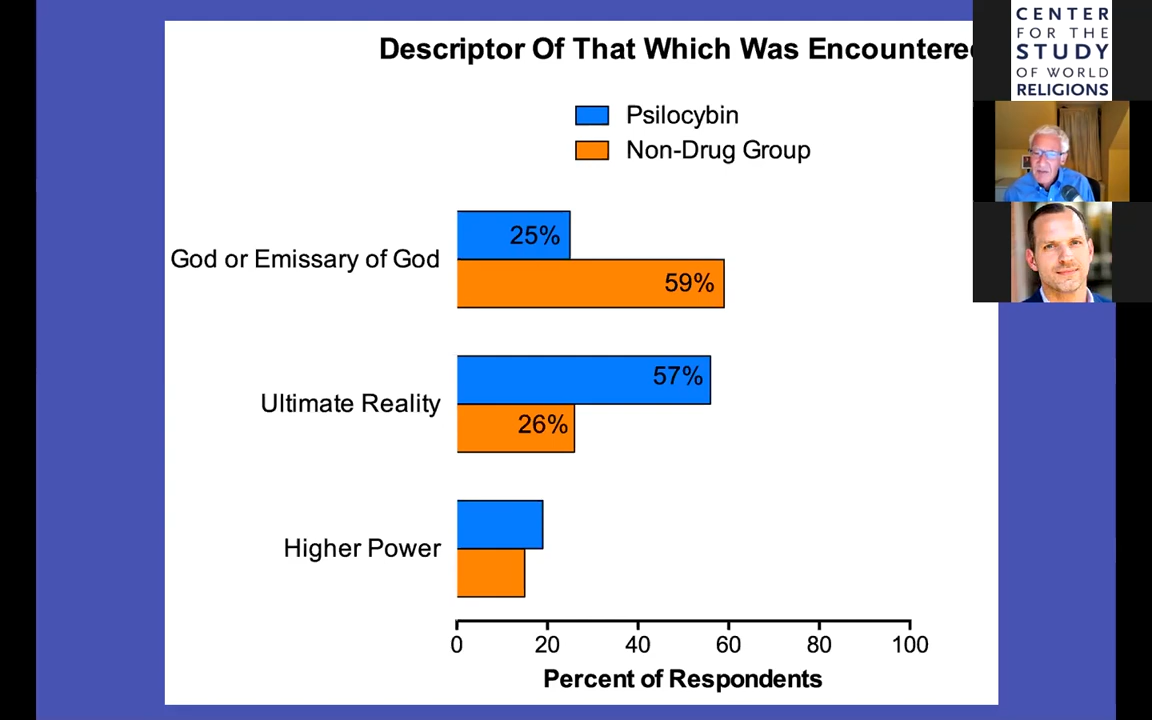 Descriptor Of That Which Was Encountere
Psilocybin
Non-Drug Group
God or Emissary of God
25%
59%
Ultimate Reality
57%
26%
Higher Power
0 20 40 60 80 100
Percent of Respondents
CENTER
FOR THE
STUDY
OF WORLD
RELIGIONS